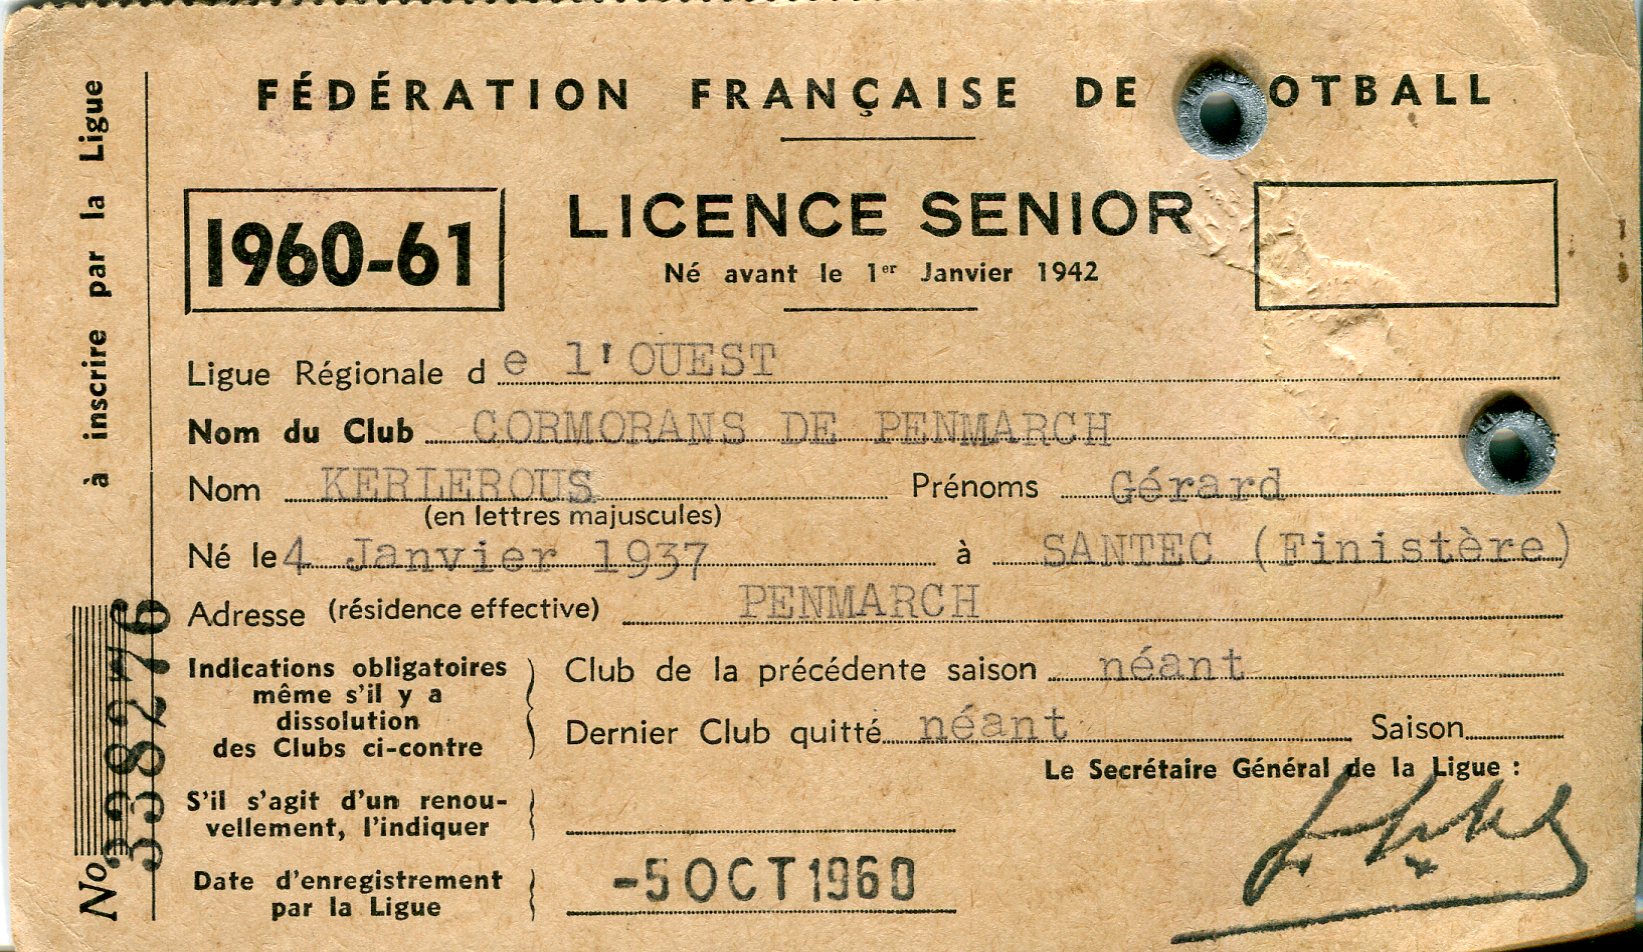 FÉDÉRATION FRANÇAISE DE OTBALL
1960-61
LICENCE SENIOR
Né avant le 1er Janvier 1942
Ligue Régionale de l'OUEST
Nom du Club CORMORANS DE PENMARCH
Nom KERLEROUS Prénoms Gérard
(en lettres majuscules)
Né le 4 Janvier 1937 à SANTEC (Finistère)
Adresse (résidence effective) PENMARCH
Indications obligatoires
même s'il y a
dissolution
des Clubs ci-contre
Club de la précédente saison néant
Dernier Club quitté néant Saison
Le Secrétaire Général de la Ligue :
S'il s'agit d'un renou-
vellement, l'indiquer
Date d'enregistrement
par la Ligue
-5 OCT 1960
à inscrire par la Ligue
No 338276